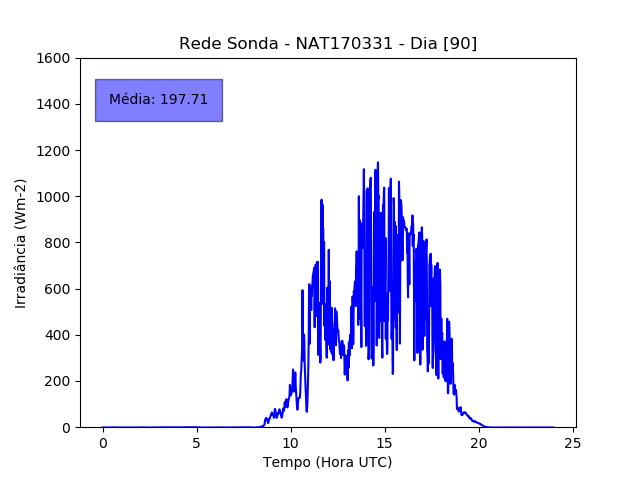 Rede Sonda - NAT170331 - Dia [90]
1600
1400
1200
1000
800
600
400
200
0
Média: 197.71
Irradiância (Wm-2)
0 5 10 15 20 25
Tempo (Hora UTC)